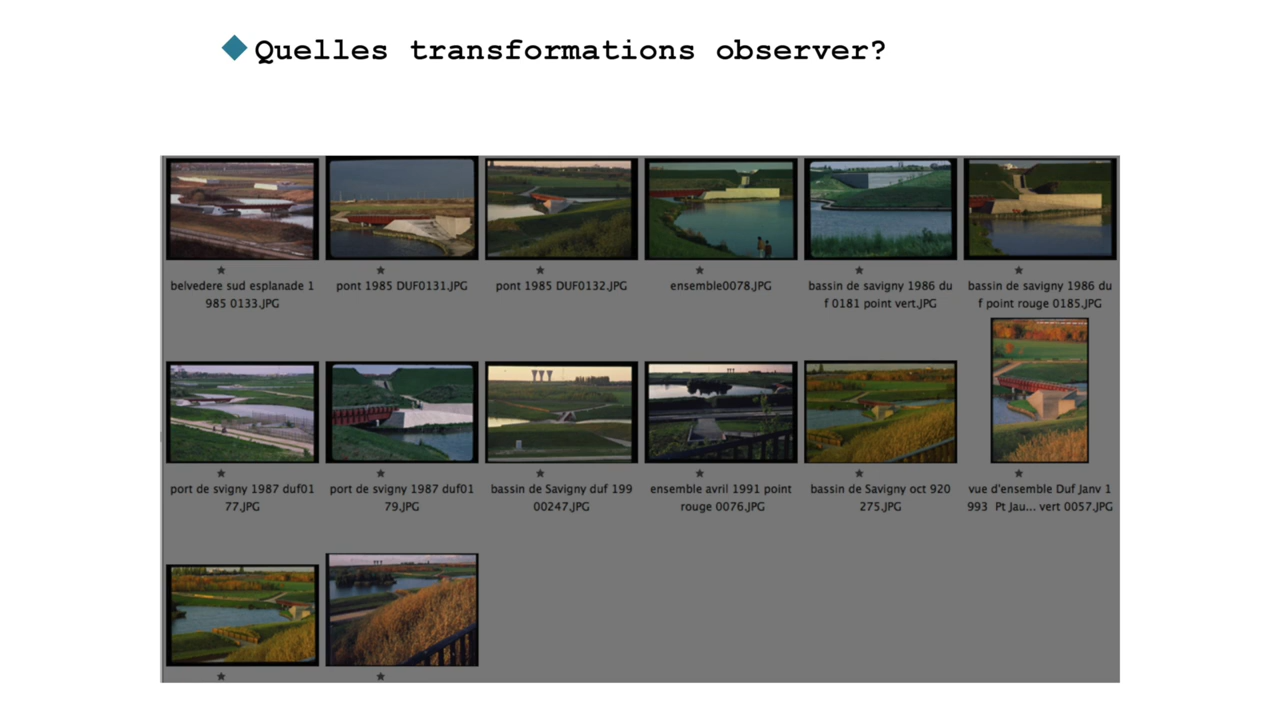 Quelles transformations observer?
belvedere sud esplanade 1
985 0133.JPG
pont 1985 DUF0131.JPG
pont 1985 DUF0132.JPG
ensemble0078.JPG
bassin de savigny 1986 du
f 0181 point vert.JPG
bassin de savigny 1986 du
f point rouge 0185.JPG
port de svigny 1987 duf01
77.JPG
port de svigny 1987 duf01
79.JPG
bassin de Savigny duf 199
00247.JPG
ensemble avril 1991 point
rouge 0076.JPG
bassin de Savigny oct 920
275.JPG
vue d'ensemble Duf Janv 1
993 Pt Jau... vert 0057.JPG